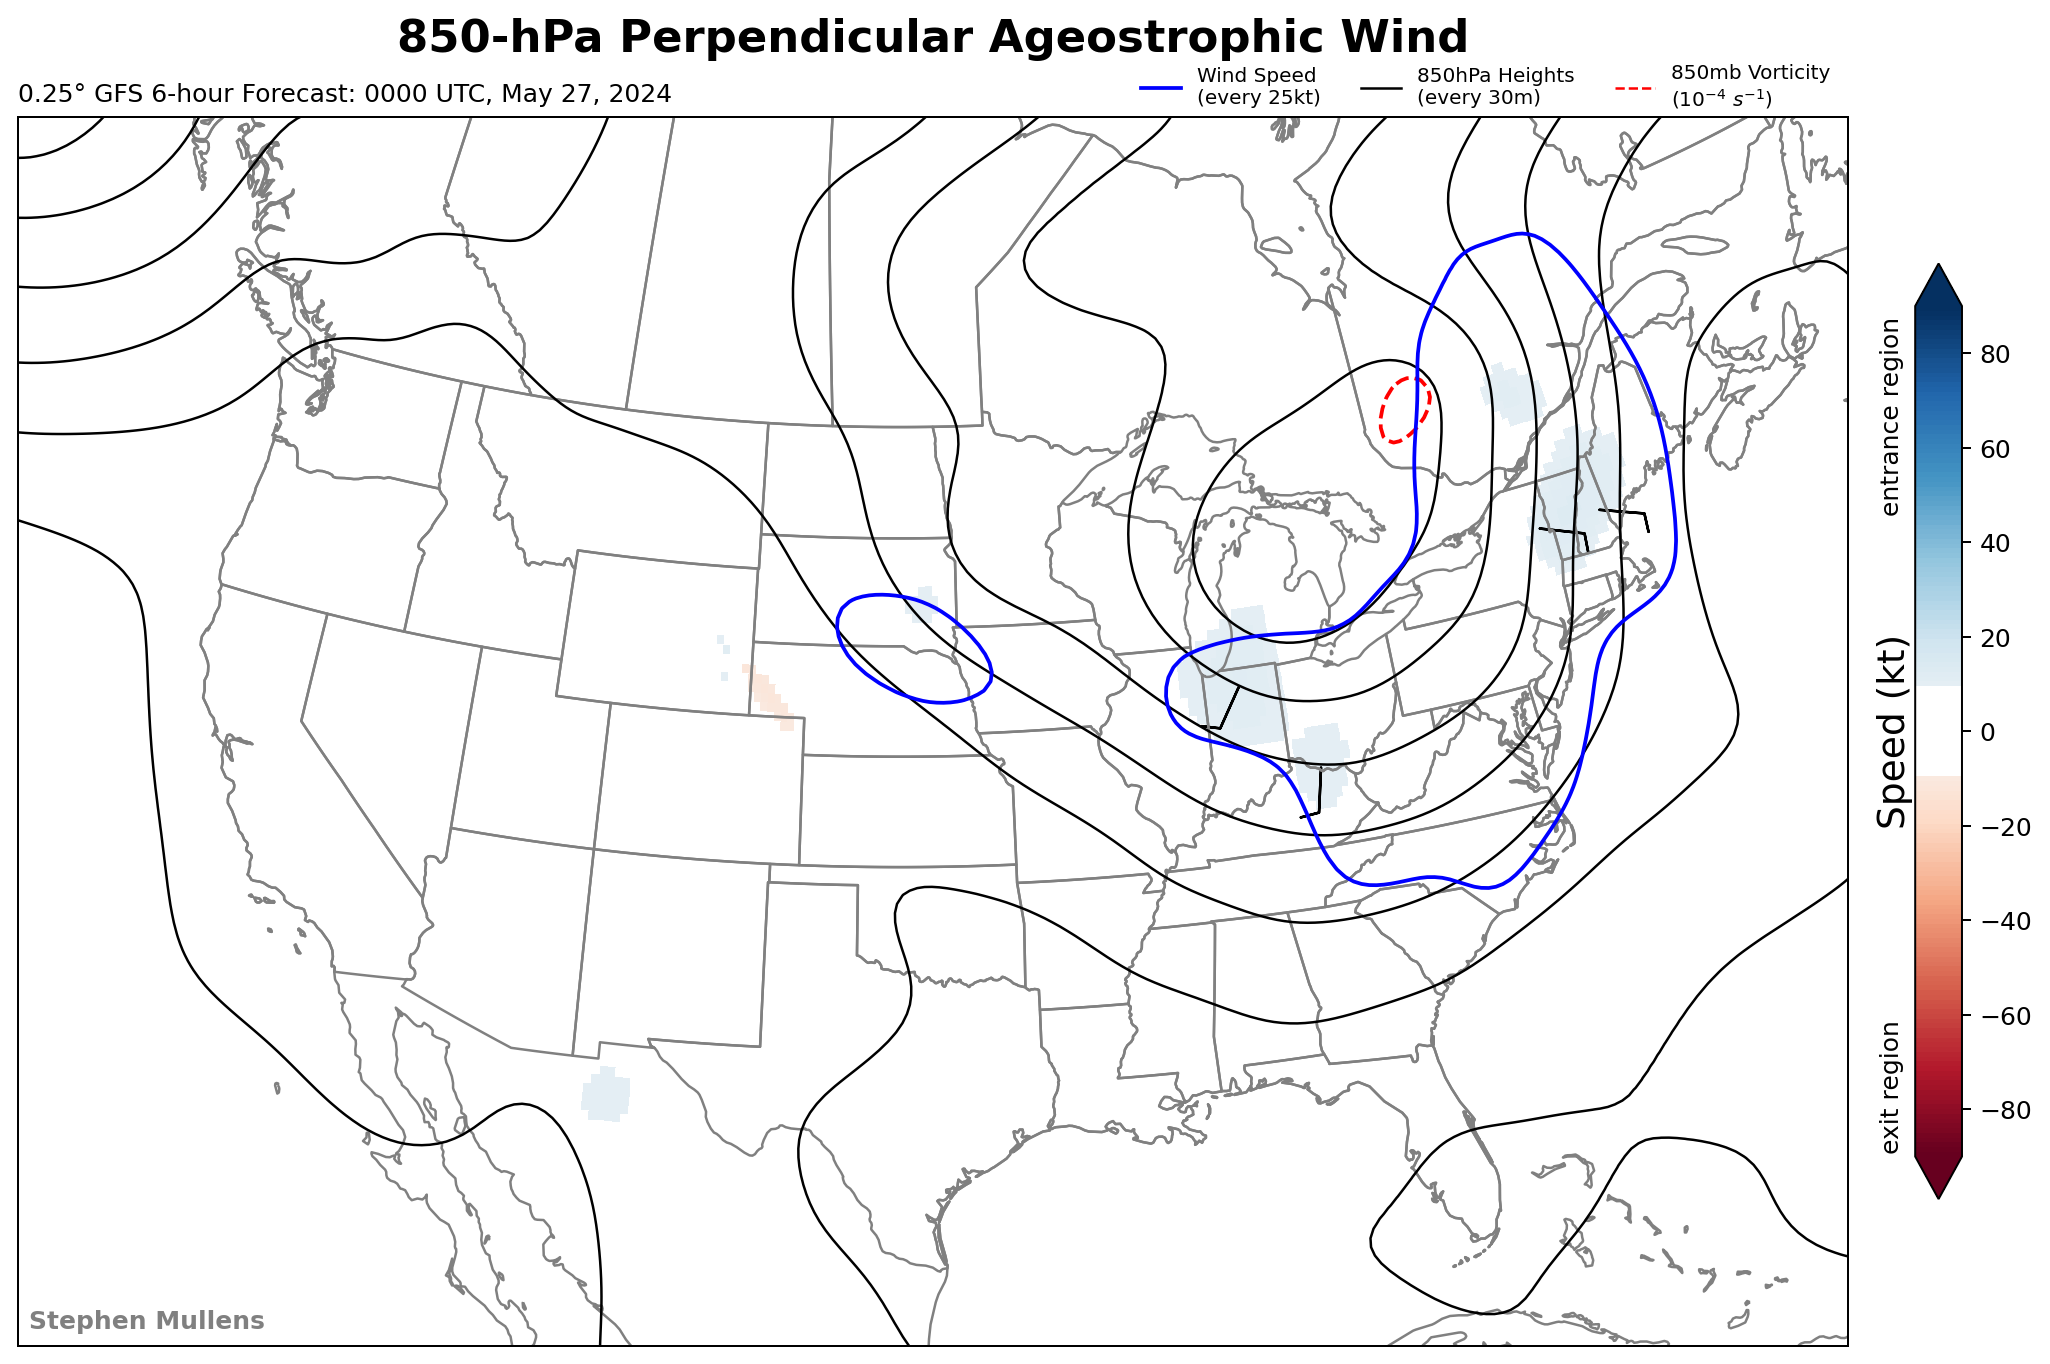 850-hPa Perpendicular Ageostrophic Wind
0.25° GFS 6-hour Forecast: 0000 UTC, May 27, 2024
Wind Speed
(every 25kt)
850hPa Heights
(every 30m)
850mb Vorticity
(10⁻⁴ s⁻¹)
entrance region
Speed (kt)
exit region
80
60
40
20
0
−20
−40
−60
−80
Stephen Mullens